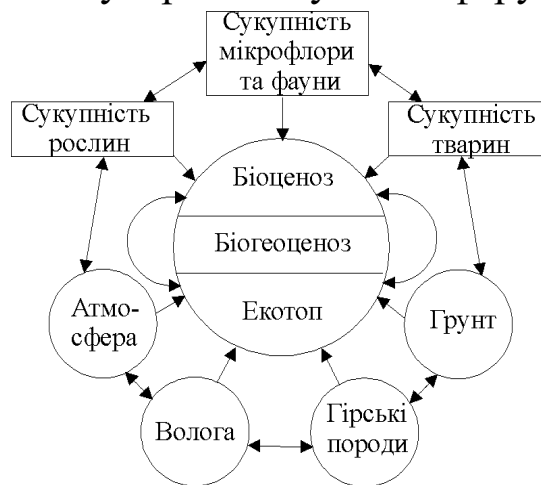 Сукупність
мікрофлори
та фауни
Сукупність
рослин
Сукупність
тварин
Біоценоз
Біогеоценоз
Екотоп
Атмо-
сфера
Грунт
Волога
Гірські
породи